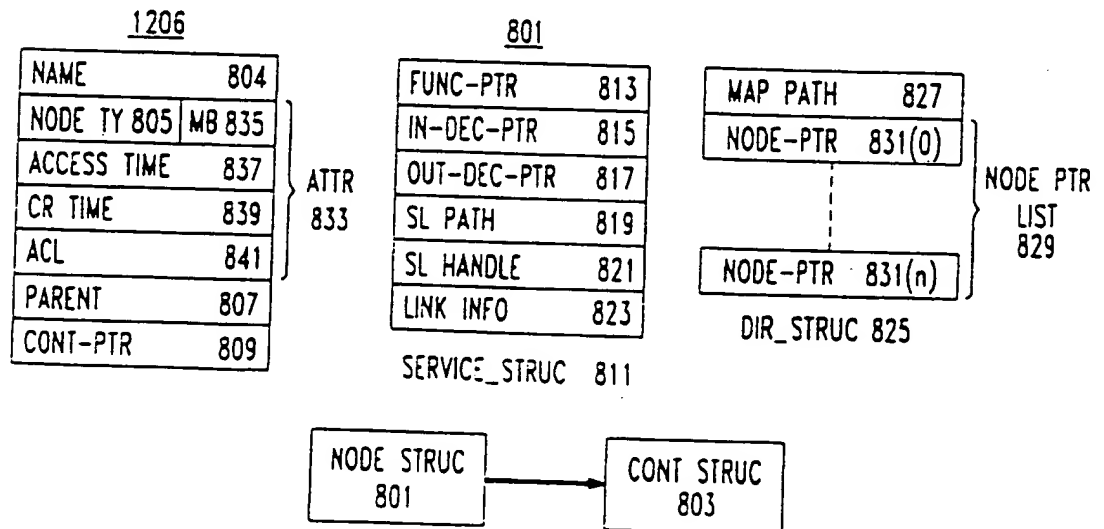 1206
NAME 804
NODE TY 805 MB 835
ACCESS TIME 837
CR TIME 839
ACL 841
PARENT 807
CONT-PTR 809
ATTR
833
801
FUNC-PTR 813
IN-DEC-PTR 815
OUT-DEC-PTR 817
SL PATH 819
SL HANDLE 821
LINK INFO 823
SERVICE_STRUC 811
MAP PATH 827
NODE-PTR 831(0)
NODE-PTR 831(n)
DIR_STRUC 825
NODE PTR
LIST
829
NODE STRUC
801
CONT STRUC
803